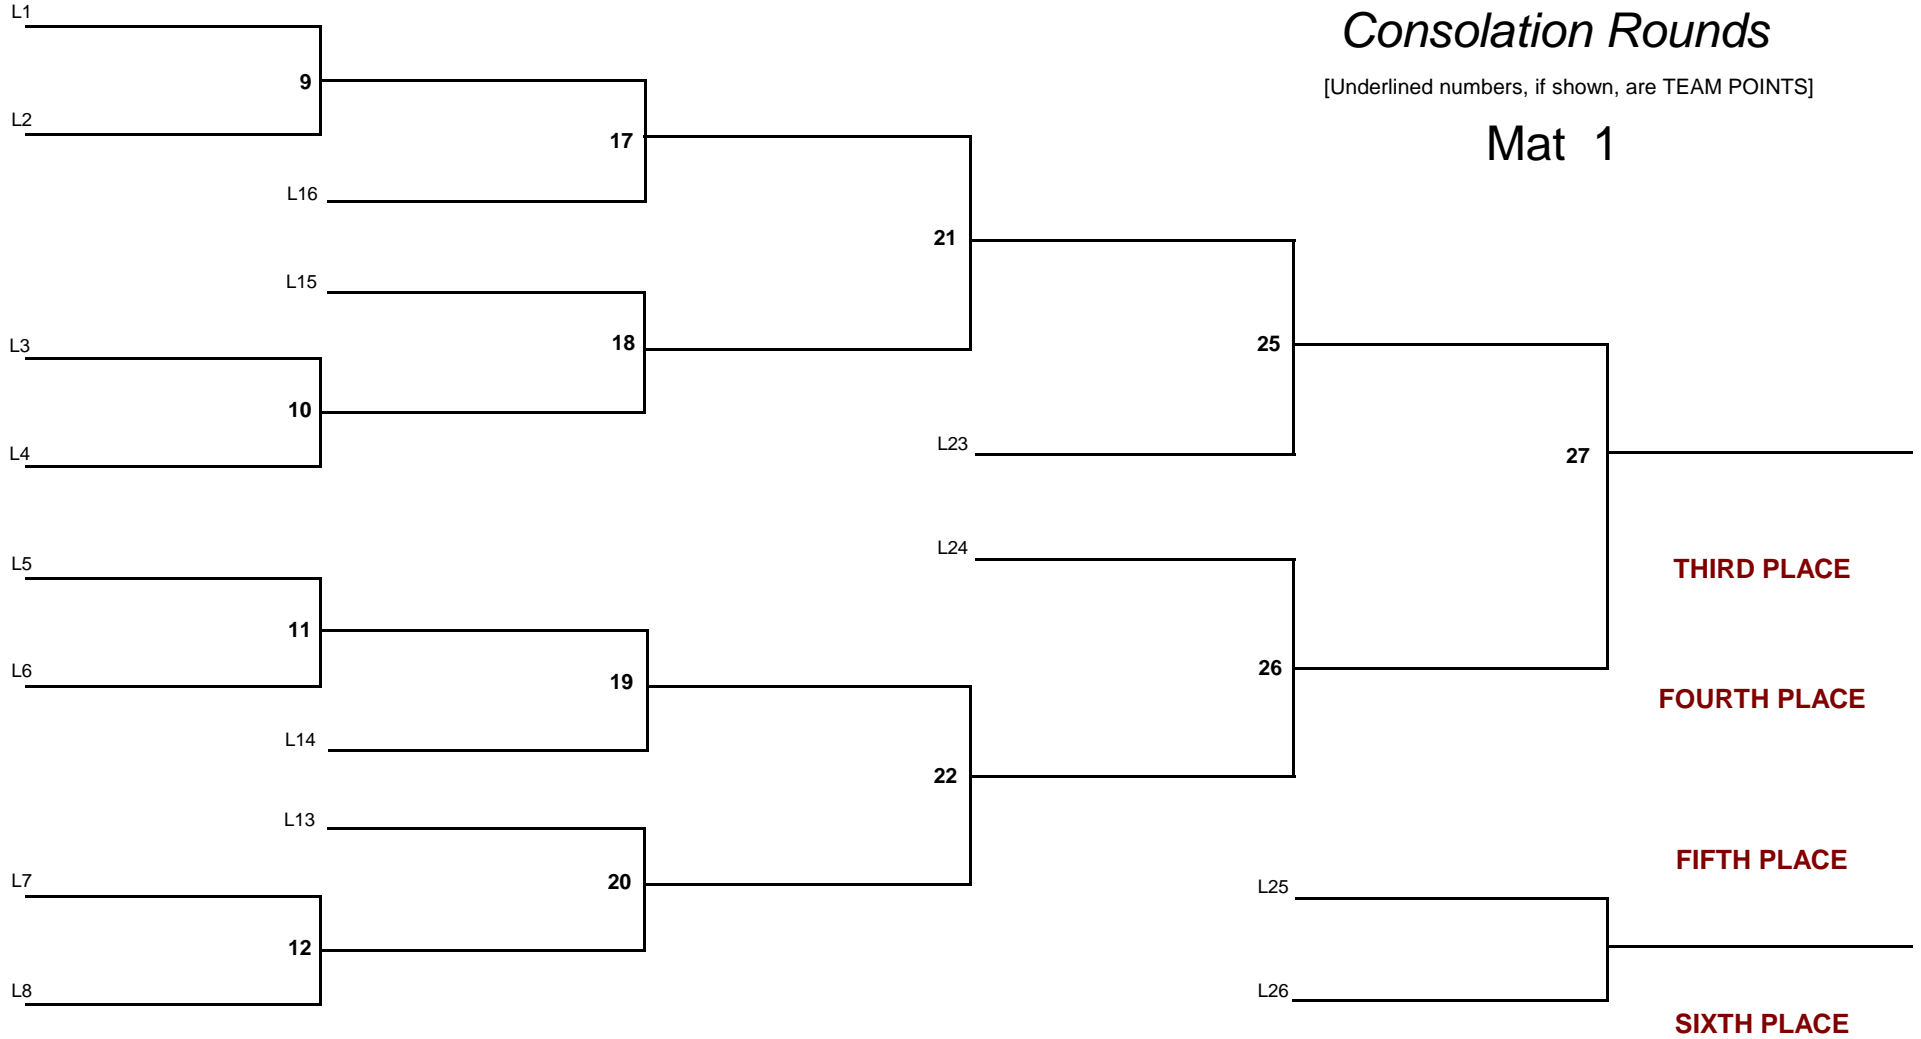 L1
Consolation Rounds
9
[Underlined numbers, if shown, are TEAM POINTS]
L2
Mat 1
17
L16
21
L15
L3
18
25
10
L23
L4
27
L24
L5
THIRD PLACE
11
L6
26
19
FOURTH PLACE
L14
22
L13
FIFTH PLACE
L7
20
L25
12
L8
L26
SIXTH PLACE